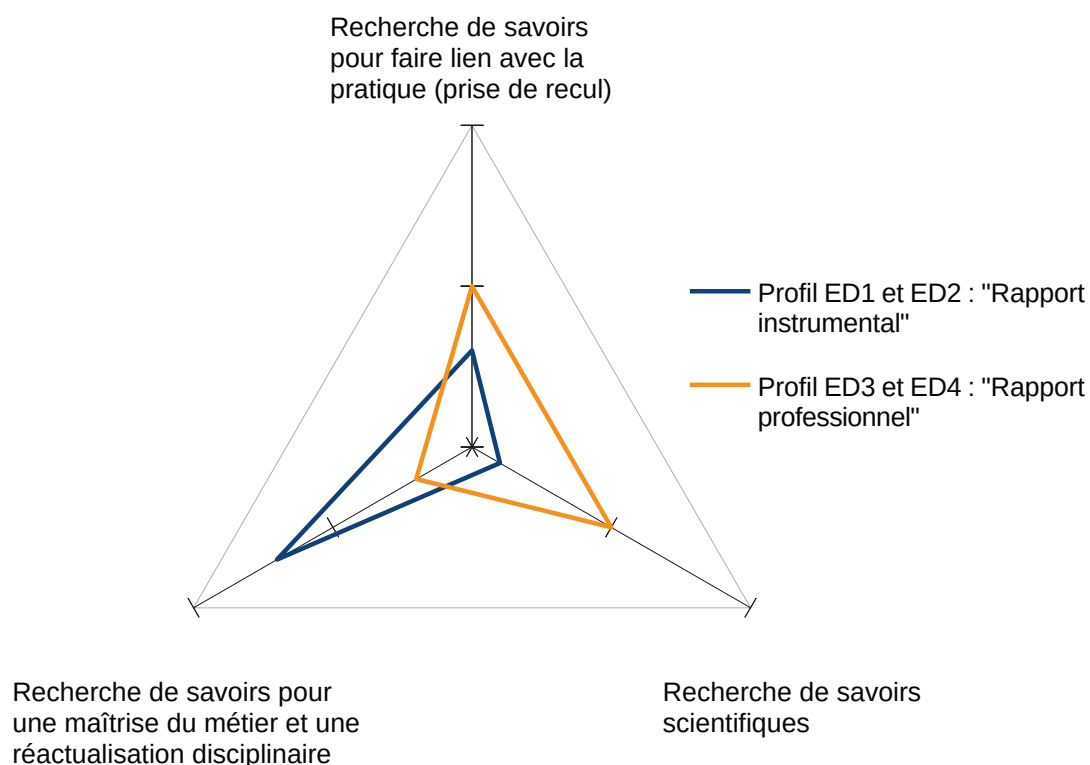 Recherche de savoirs
pour faire lien avec la
pratique (prise de recul)
Profil ED1 et ED2 : "Rapport
instrumental"
Profil ED3 et ED4 : "Rapport
professionnel"
Recherche de savoirs pour
une maîtrise du métier et une
réactualisation disciplinaire
Recherche de savoirs
scientifiques